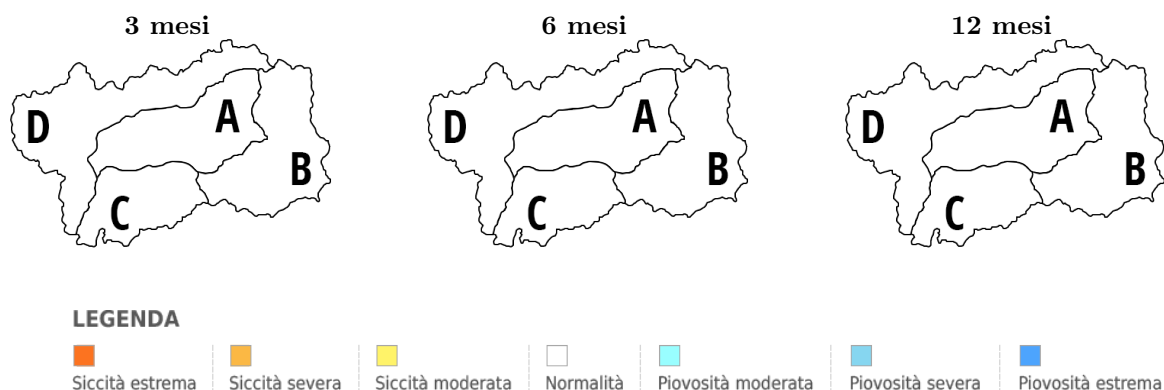 3 mesi 6 mesi 12 mesi
A A A
D D D
B B B
C C C
LEGENDA
Siccità estrema Siccità severa Siccità moderata Normalità Piovosità moderata Piovosità severa Piovosità estrema